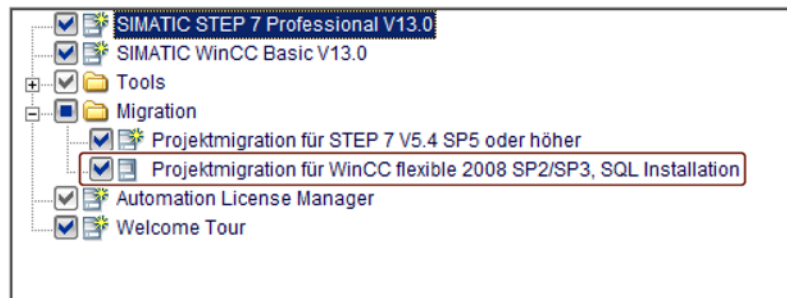 SIMATIC STEP 7 Professional V13.0
SIMATIC WinCC Basic V13.0
Tools
Migration
Projektmigration für STEP 7 V5.4 SP5 oder höher
Projektmigration für WinCC flexible 2008 SP2/SP3, SQL Installation
Automation License Manager
Welcome Tour